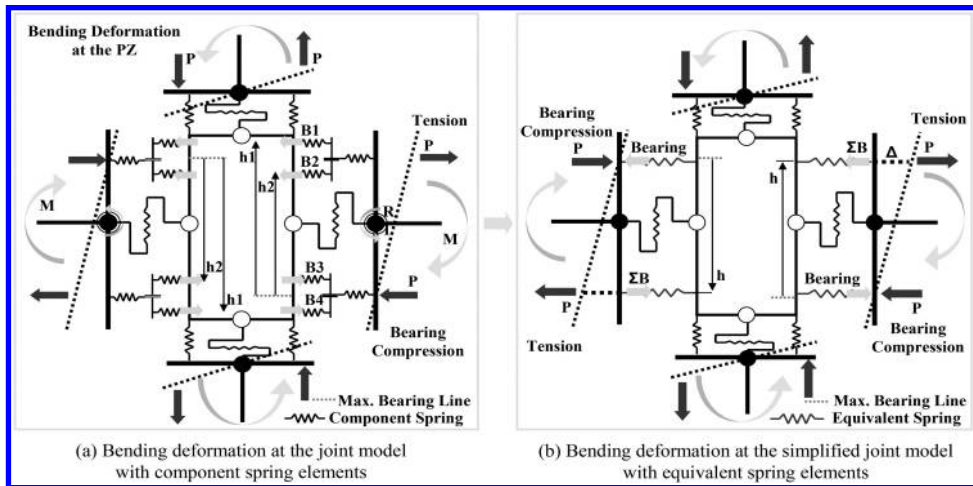 Bending Deformation
at the PZ
P
P
Tension
P
B1
B2
h1
h2
M
R
M
h2
h1
B3
B4
P
Bearing
Compression
Max. Bearing Line
Component Spring
(a) Bending deformation at the joint model
with component spring elements
Bearing
Compression
P
Bearing
Tension
ΣB
Δ
P
h
h
ΣB
P
Bearing
P
Tension
Bearing
Compression
Max. Bearing Line
Equivalent Spring
(b) Bending deformation at the simplified joint model
with equivalent spring elements